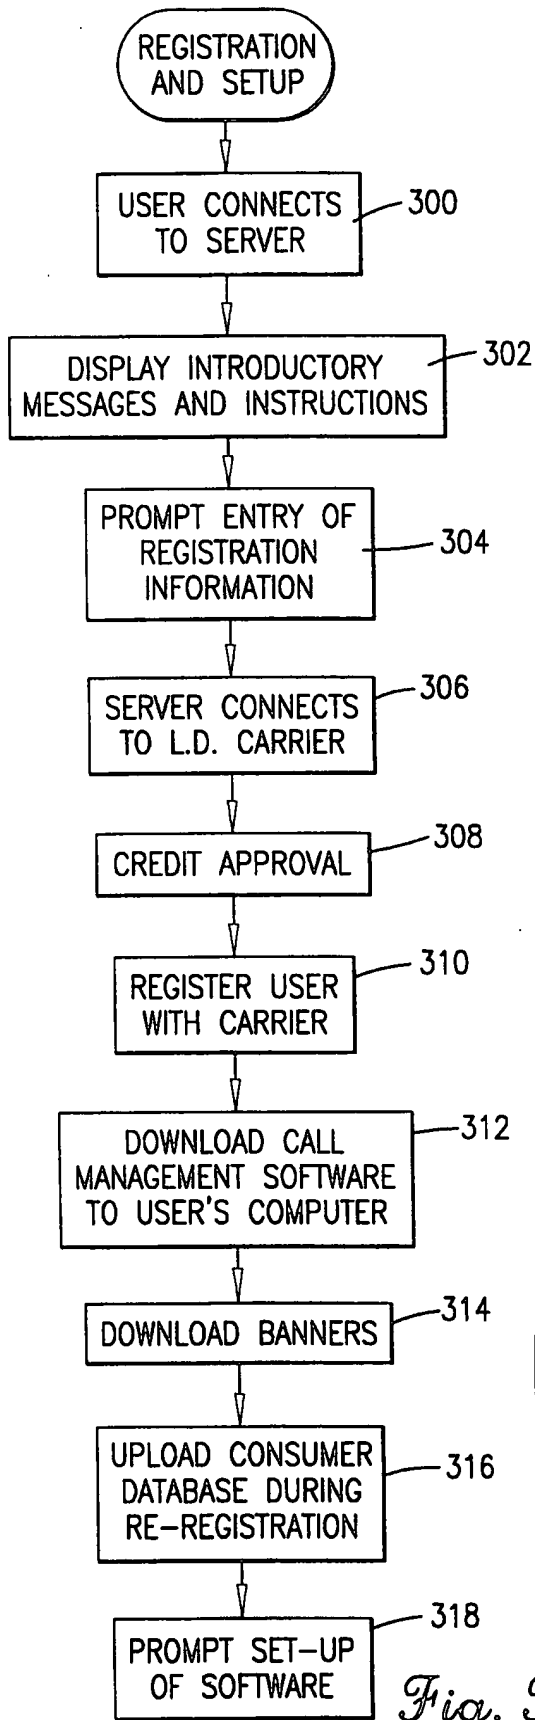 REGISTRATION
AND SETUP
USER CONNECTS
TO SERVER
300
DISPLAY INTRODUCTORY
MESSAGES AND INSTRUCTIONS
302
PROMPT ENTRY OF
REGISTRATION
INFORMATION
304
SERVER CONNECTS
TO L.D. CARRIER
306
CREDIT APPROVAL
308
REGISTER USER
WITH CARRIER
310
DOWNLOAD CALL
MANAGEMENT SOFTWARE
TO USER'S COMPUTER
312
DOWNLOAD BANNERS
314
UPLOAD CONSUMER
DATABASE DURING
RE-REGISTRATION
316
PROMPT SET-UP
OF SOFTWARE
318
Fig.